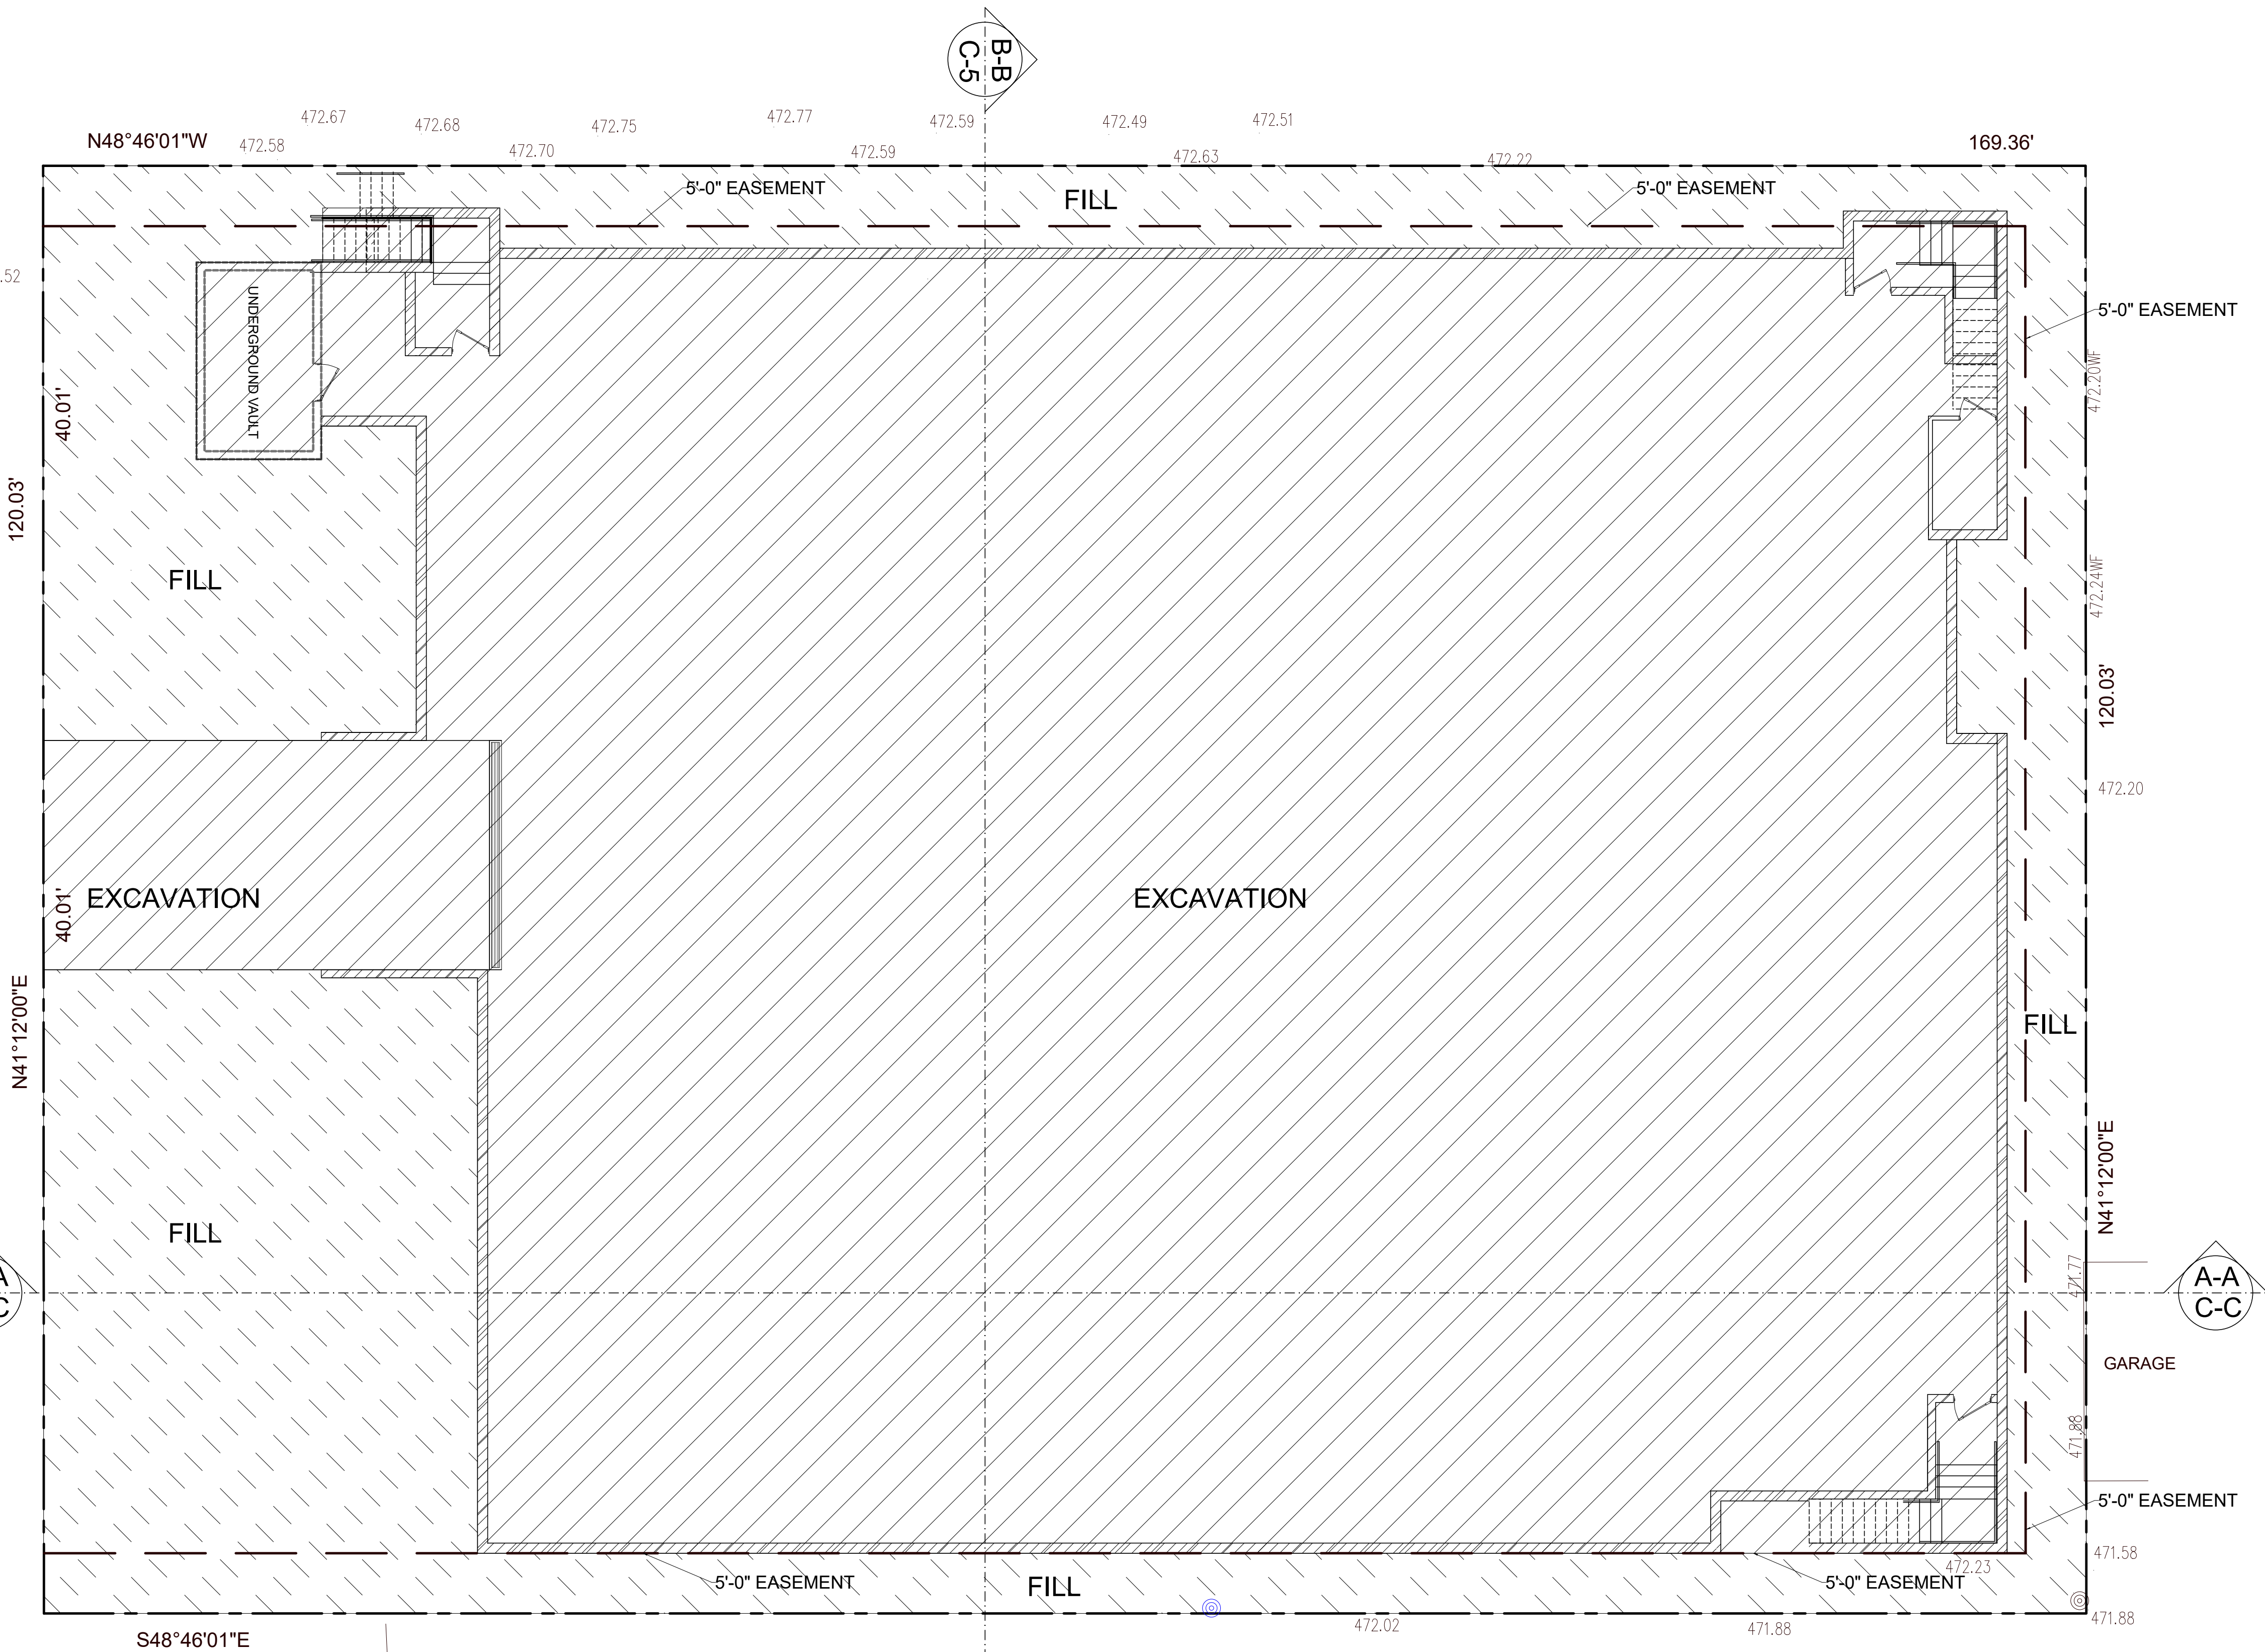 B-B
C-5
472.67
472.68
472.75
472.77
472.59
472.49
472.51
N48°46'01"W
472.58
472.70
472.59
472.63
472.22
169.36'
5'-0" EASEMENT
FILL
5'-0" EASEMENT
.52
UNDERGROUND VAULT
5'-0" EASEMENT
472.20WF
40.01'
120.03'
FILL
472.24WF
120.03'
472.20
40.01'
EXCAVATION
EXCAVATION
N41°12'00"E
FILL
N41°12'00"E
FILL
471.77
A
C
A-A
C-C
GARAGE
471.88
5'-0" EASEMENT
471.58
472.23
5'-0" EASEMENT
FILL
5'-0" EASEMENT
472.02
471.88
471.88
S48°46'01"E